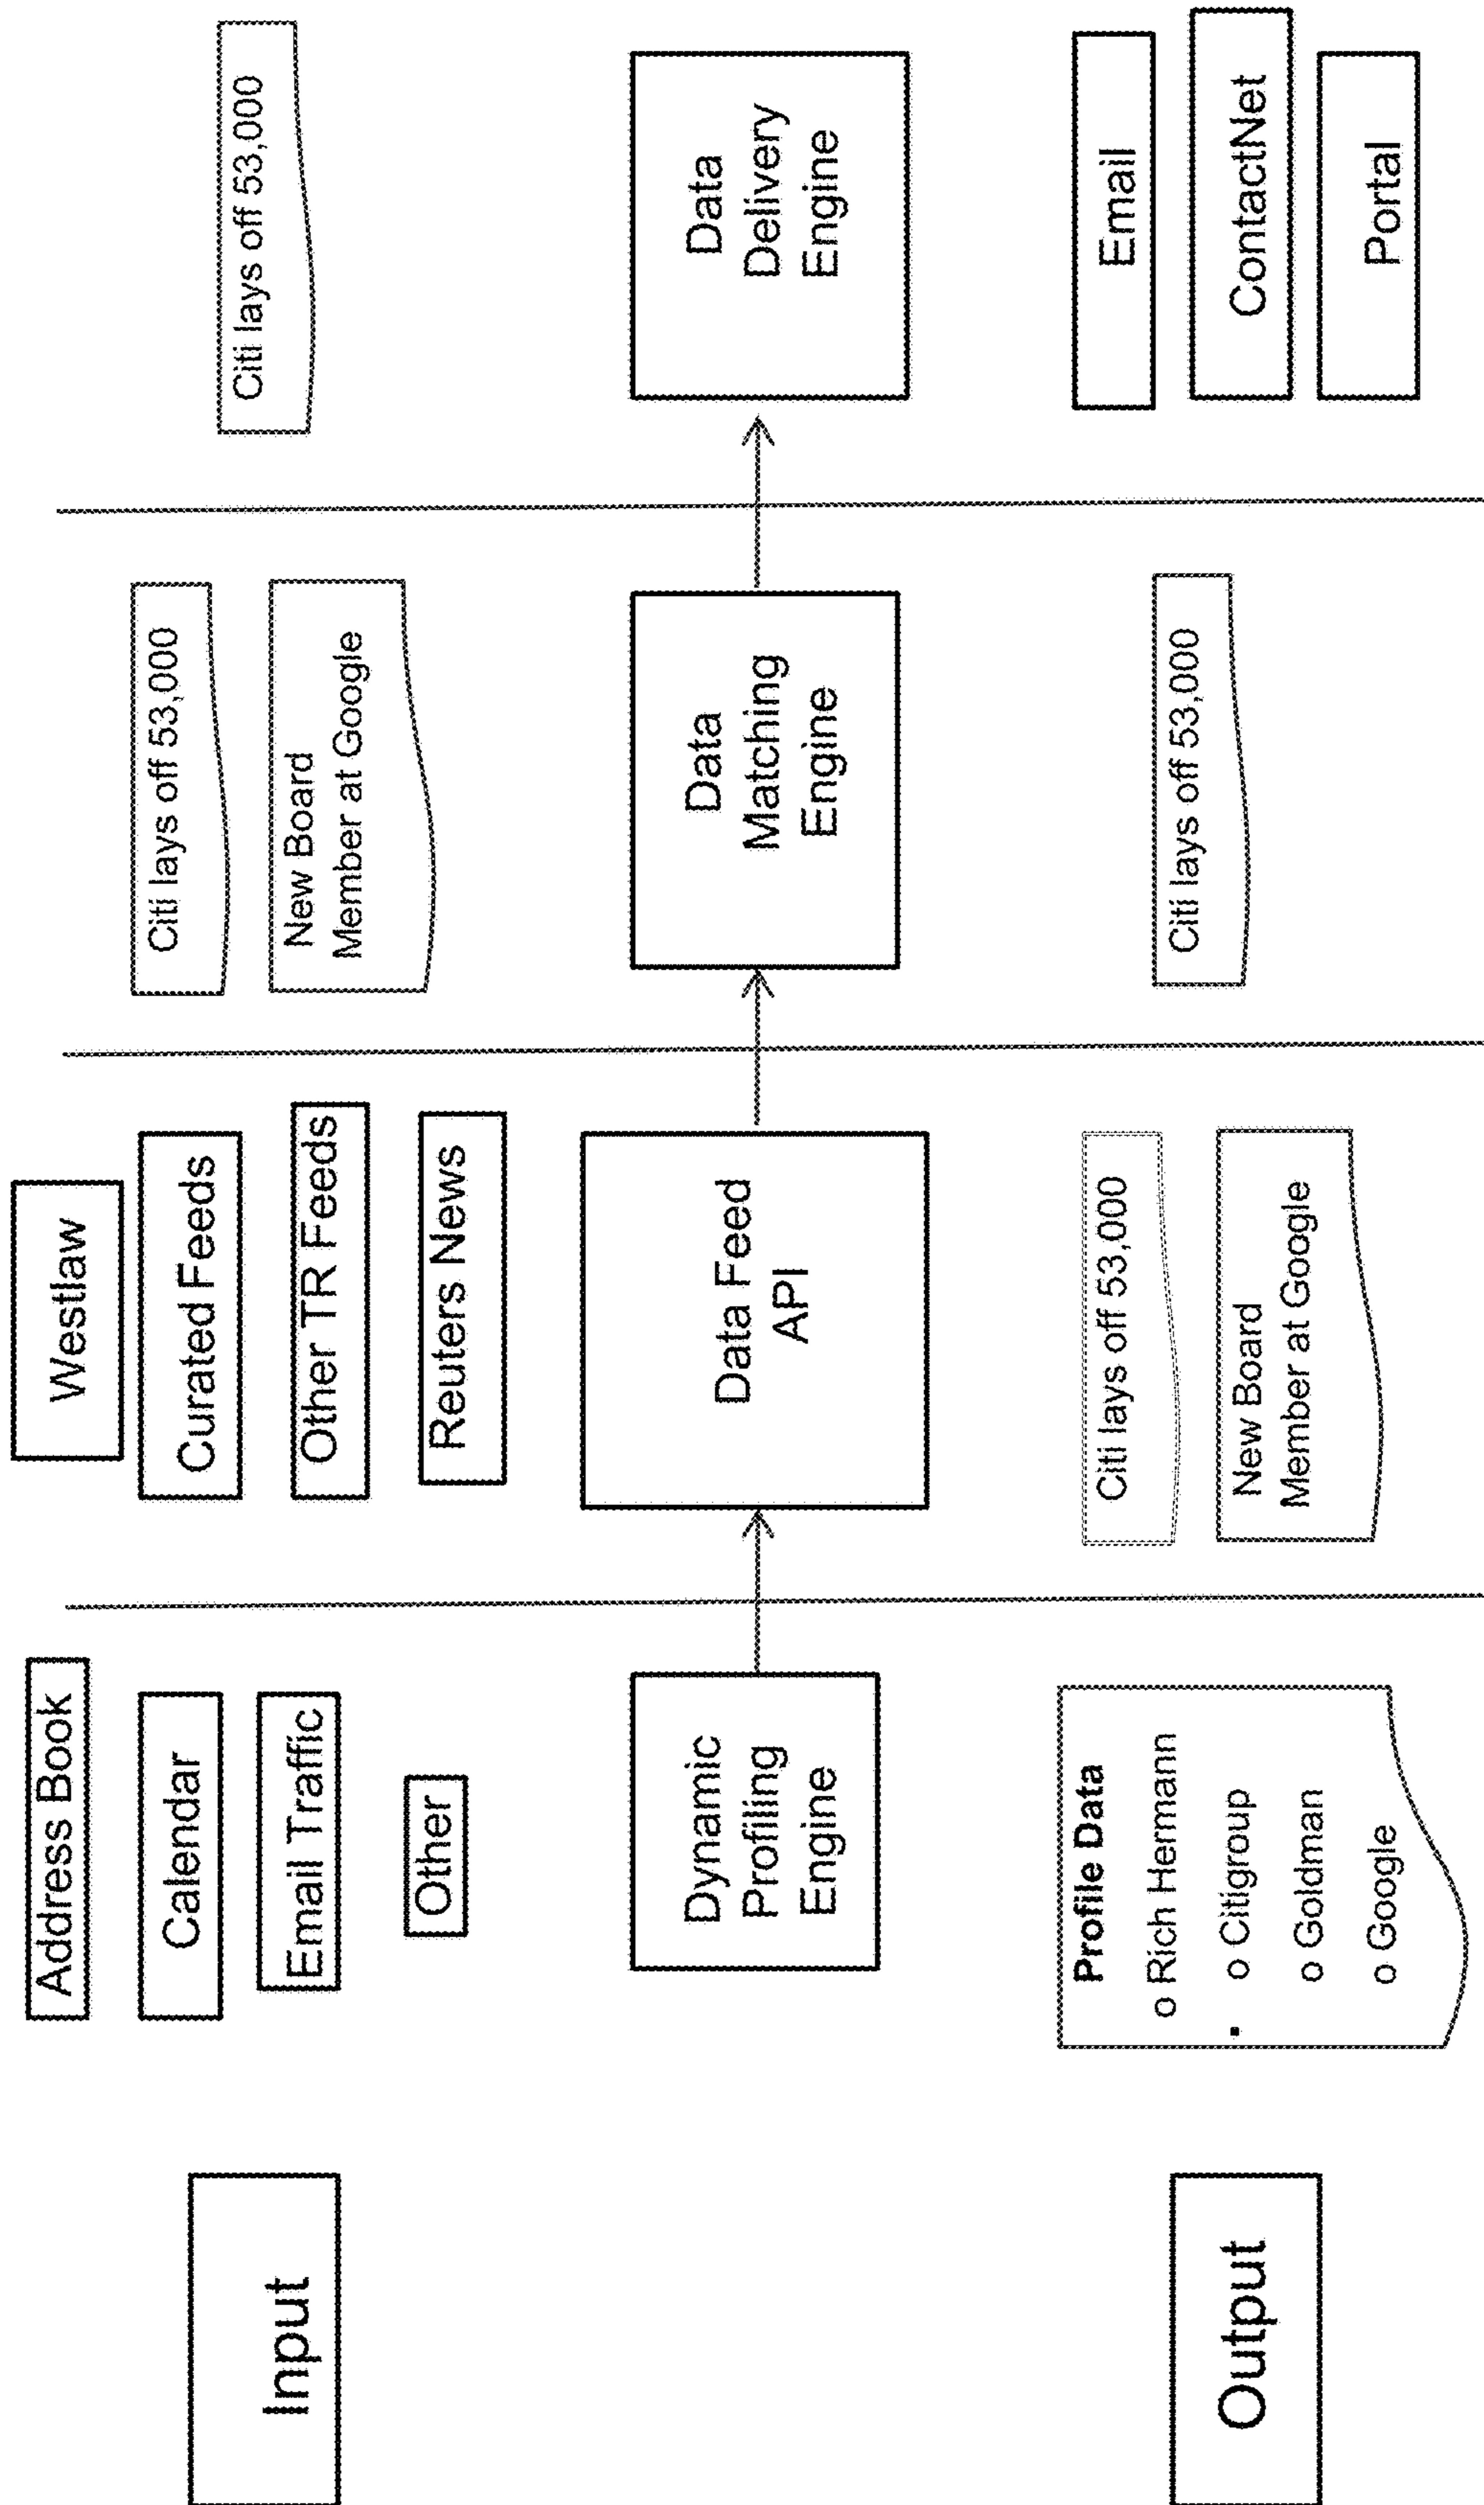 Input
Address Book
Calendar
Email Traffic
Other
Westlaw
Curated Feeds
Other TR Feeds
Reuters News
Citi lays off 53,000
New Board
Member at Google
Citi lays off 53,000
Dynamic
Profiling
Engine
Data Feed
API
Data
Matching
Engine
Data
Delivery
Engine
Output
Profile Data
o Rich Hermann
o Citigroup
o Goldman
o Google
Citi lays off 53,000
New Board
Member at Google
Citi lays off 53,000
Email
ContactNet
Portal